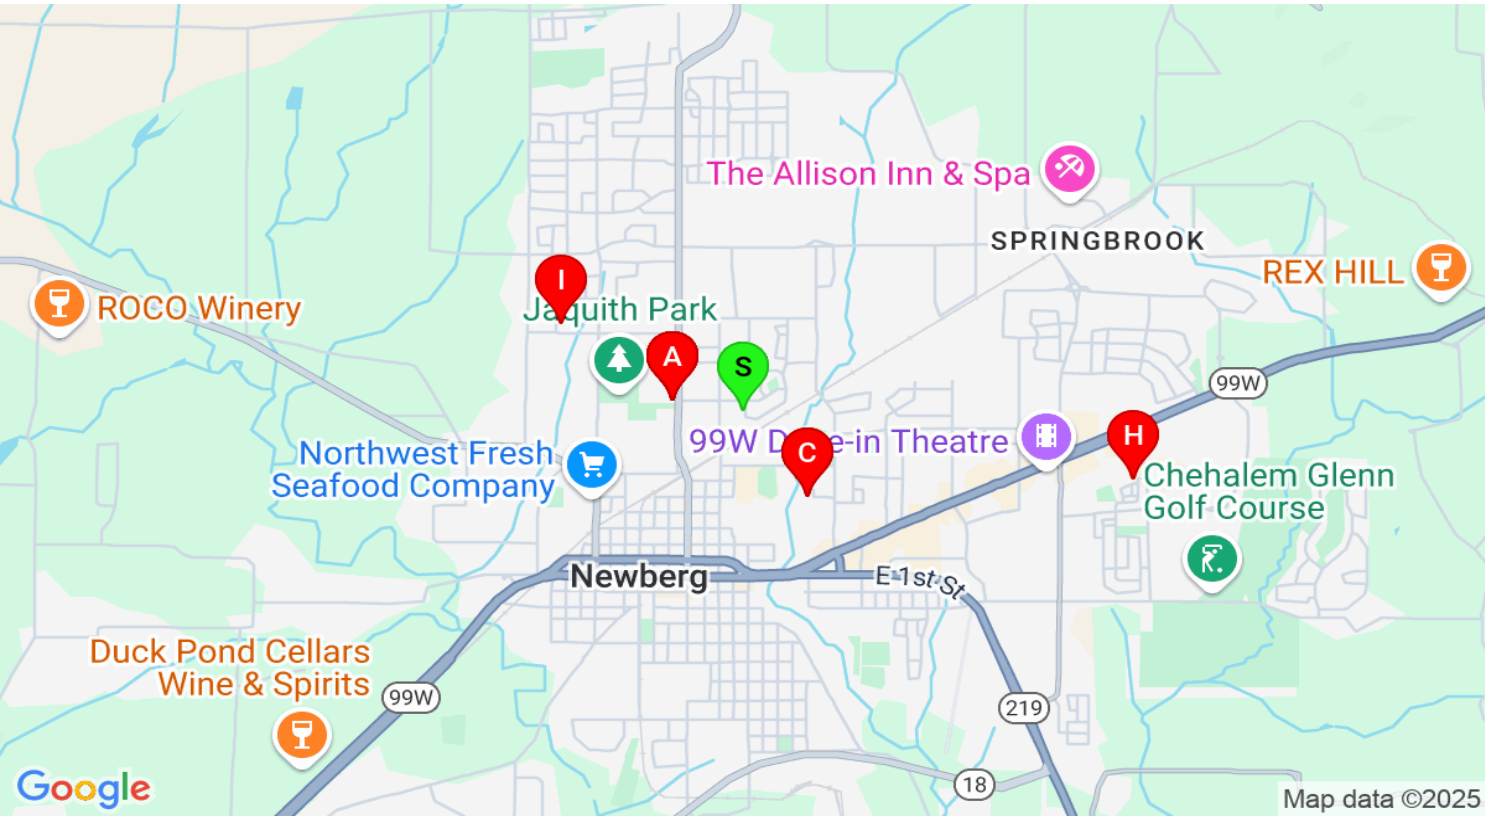 The Allison Inn & Spa
SPRINGBROOK
REX HILL
I
ROCO Winery
Jaquith Park
A
S
99W
99W D e-in Theatre
C
H
Northwest Fresh
Seafood Company
Chehalem Glenn
Golf Course
Newberg
E 1st St
Duck Pond Cellars
Wine & Spirits
99W
219
18
Google
Map data ©2025